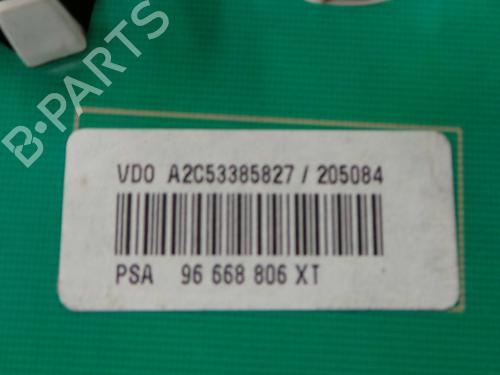 B-PARTS
VDO A2C53385827 / 205084
PSA 96 668 806 XT